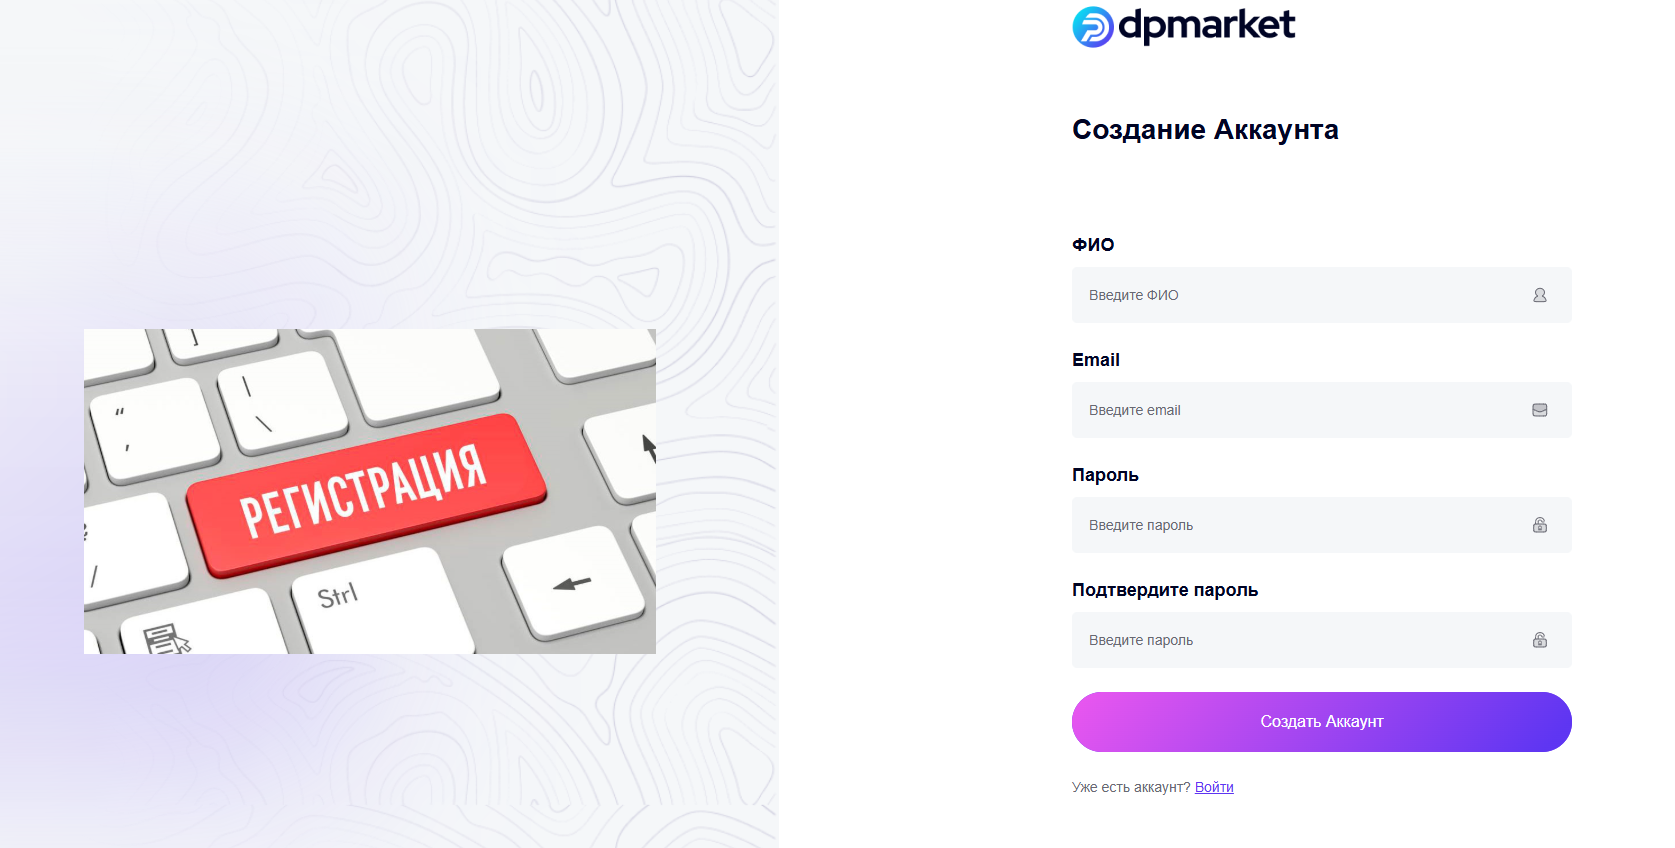 dpmarket
Создание Аккаунта
ФИО
Введите ФИО
Email
Введите email
Пароль
Введите пароль
Подтвердите пароль
Введите пароль
Создать Аккаунт
Уже есть аккаунт? Войти
]
“
,
|
\
РЕГИСТРАЦИЯ
/
Strl